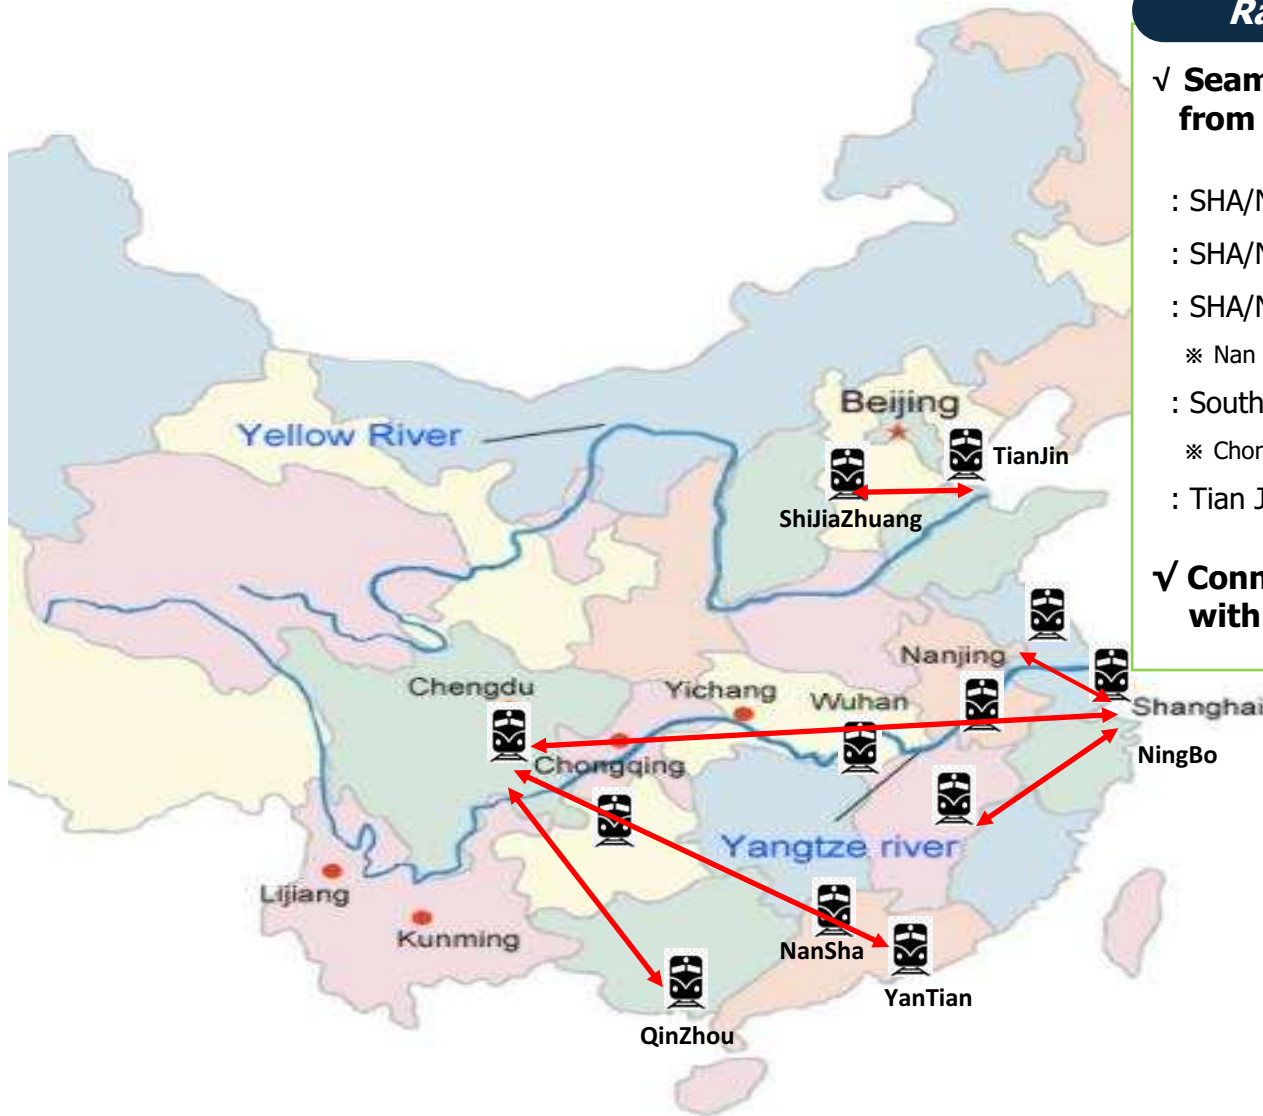 Ra
√ Seam
from
: SHA/N
: SHA/N
: SHA/N
※ Nan
: South
※ Chon
: Tian J
√ Conn
with
Beijing
Yellow River
TianJin
ShiJiaZhuang
Nanjing
Chengdu
Yichang
Wuhan
Shanghai
Chongqing
NingBo
Yangtze river
Lijiang
Kunming
NanSha
YanTian
QinZhou